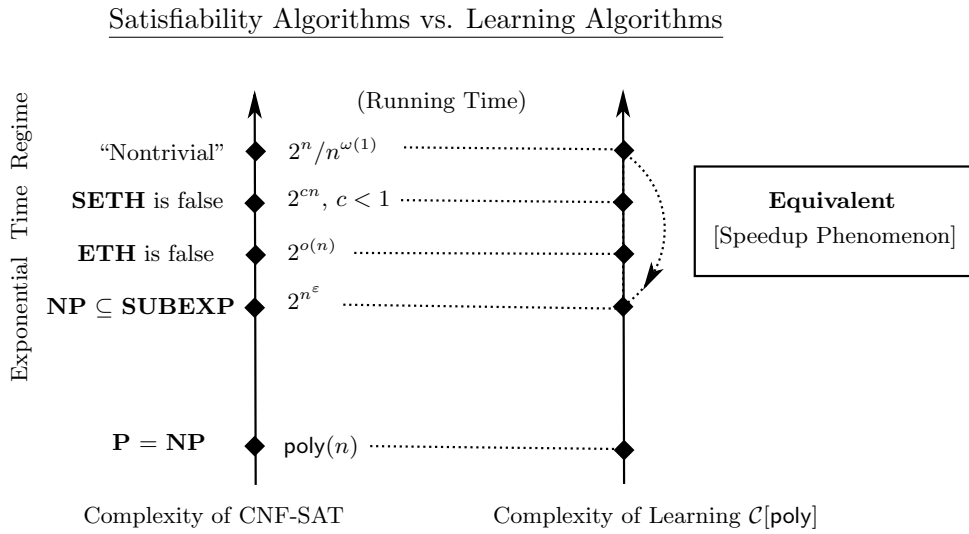 Satisfiability Algorithms vs. Learning Algorithms
(Running Time)
Exponential Time Regime
“Nontrivial” 2^n/n^{ω(1)}
SETH is false 2^{cn}, c < 1
ETH is false 2^{o(n)}
NP ⊆ SUBEXP 2^{n^ε}
P = NP poly(n)
Equivalent
[Speedup Phenomenon]
Complexity of CNF-SAT
Complexity of Learning 𝒞[poly]